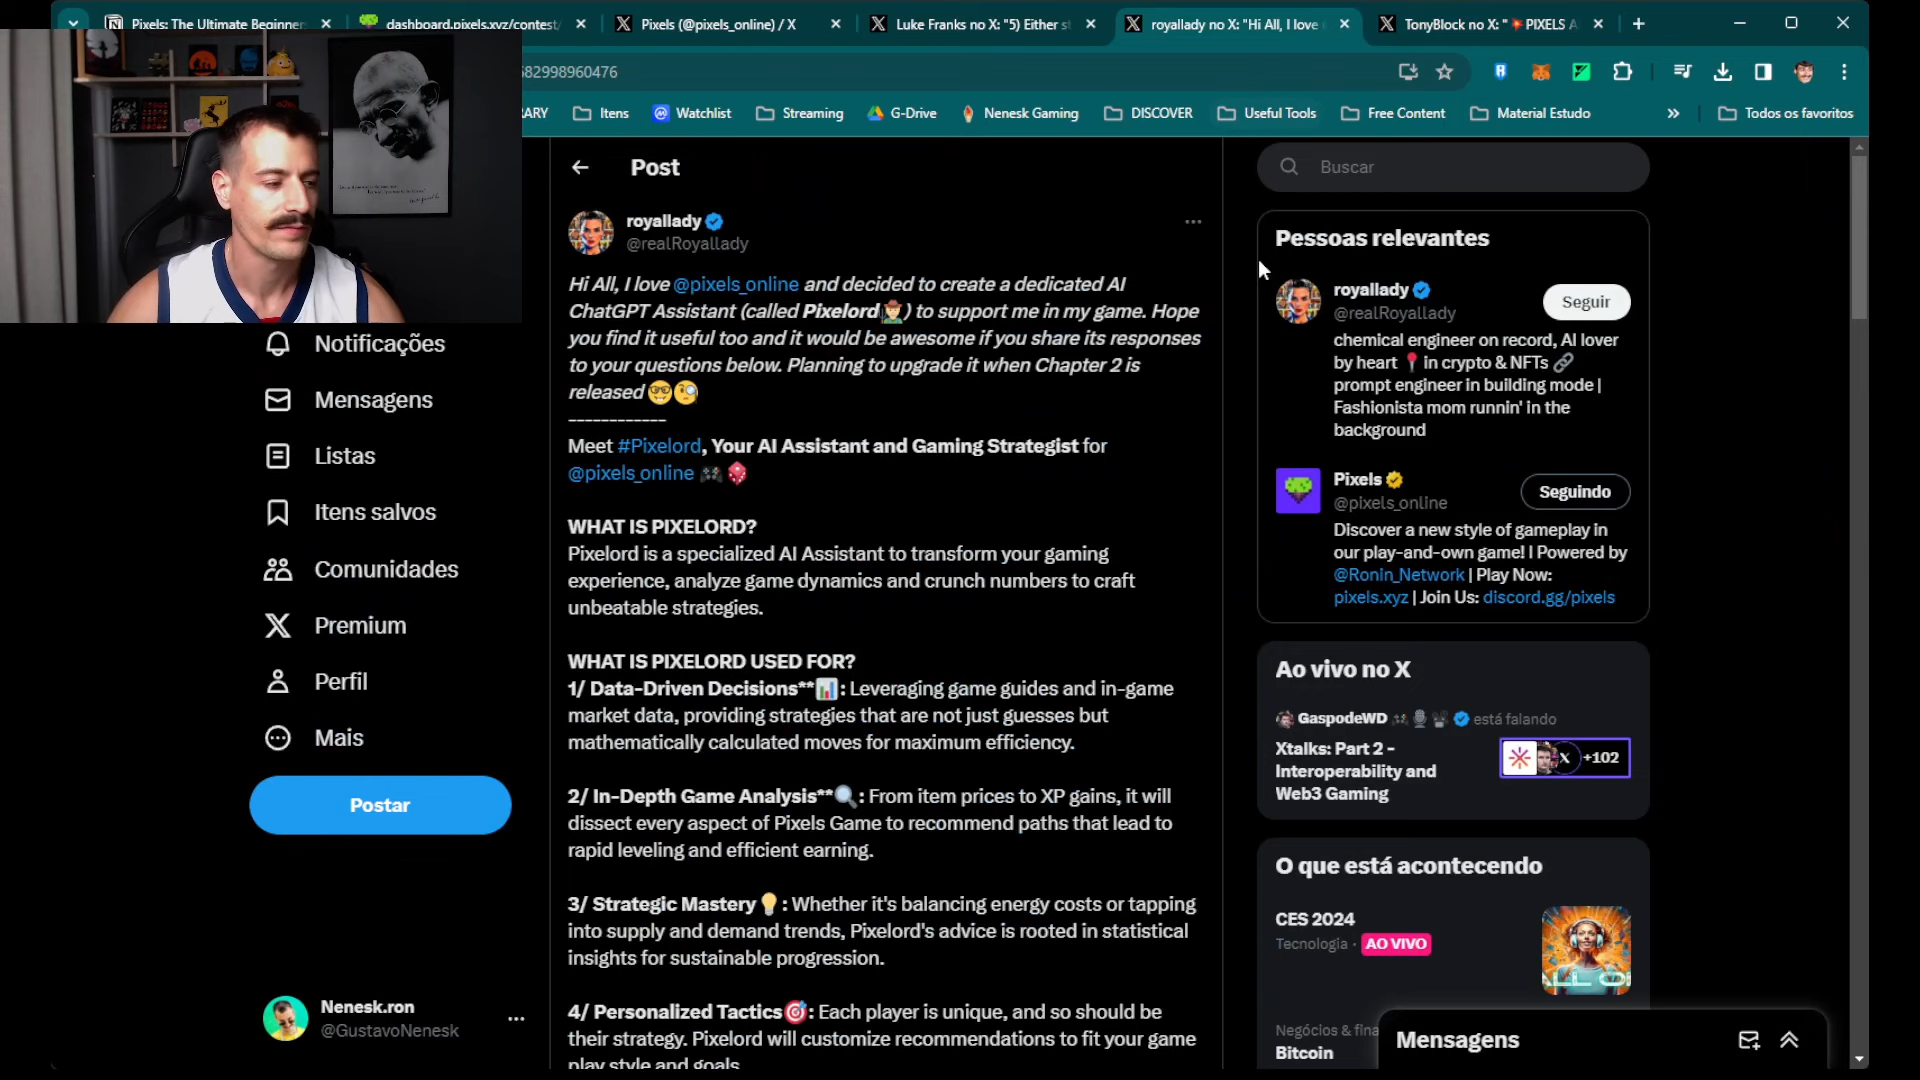 Pixels: The Ultimate Beginner
dashboard.pixels.xyz/contest/
Pixels (@pixels_online) / X
Luke Franks no X: "5) Either s
royallady no X: "Hi All, I love
TonyBlock no X: "💥PIXELS A
582998960476
RARY
Itens
Watchlist
Streaming
G-Drive
Nenesk Gaming
DISCOVER
Useful Tools
Free Content
Material Estudo
Todos os favoritos
Notificações
Mensagens
Listas
Itens salvos
Comunidades
Premium
Perfil
Mais
Postar
Nenesk.ron
@GustavoNenesk
Post
royallady
@realRoyallady
Hi All, I love @pixels_online and decided to create a dedicated AI
ChatGPT Assistant (called Pixelord🧑‍🌾) to support me in my game. Hope
you find it useful too and it would be awesome if you share its responses
to your questions below. Planning to upgrade it when Chapter 2 is
released 🤓🧐
------------
Meet #Pixelord, Your AI Assistant and Gaming Strategist for
@pixels_online 🎮🎲
WHAT IS PIXELORD?
Pixelord is a specialized AI Assistant to transform your gaming
experience, analyze game dynamics and crunch numbers to craft
unbeatable strategies.
WHAT IS PIXELORD USED FOR?
1/ Data-Driven Decisions**📊: Leveraging game guides and in-game
market data, providing strategies that are not just guesses but
mathematically calculated moves for maximum efficiency.
2/ In-Depth Game Analysis**🔍: From item prices to XP gains, it will
dissect every aspect of Pixels Game to recommend paths that lead to
rapid leveling and efficient earning.
3/ Strategic Mastery💡: Whether it's balancing energy costs or tapping
into supply and demand trends, Pixelord's advice is rooted in statistical
insights for sustainable progression.
4/ Personalized Tactics🎯: Each player is unique, and so should be
their strategy. Pixelord will customize recommendations to fit your game
play style and goals
Buscar
Pessoas relevantes
royallady
@realRoyallady
Seguir
chemical engineer on record, AI lover
by heart 📍in crypto & NFTs 🔗
prompt engineer in building mode |
Fashionista mom runnin' in the
background
Pixels
@pixels_online
Seguindo
Discover a new style of gameplay in
our play-and-own game! I Powered by
@Ronin_Network | Play Now:
pixels.xyz | Join Us: discord.gg/pixels
Ao vivo no X
GaspodeWD está falando
Xtalks: Part 2 -
Interoperability and
Web3 Gaming
+102
O que está acontecendo
CES 2024
Tecnologia · AO VIVO
Negócios & fina
Bitcoin
Mensagens